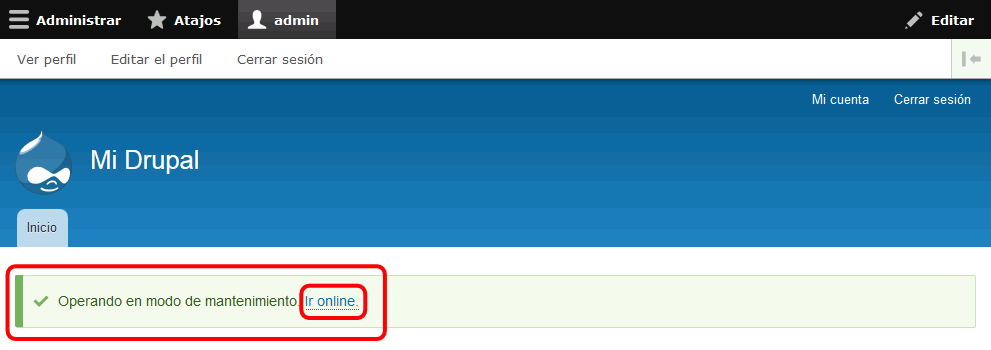 Administrar Atajos admin Editar
Ver perfil Editar el perfil Cerrar sesión
Mi cuenta Cerrar sesión
Mi Drupal
Inicio
Operando en modo de mantenimiento. Ir online.